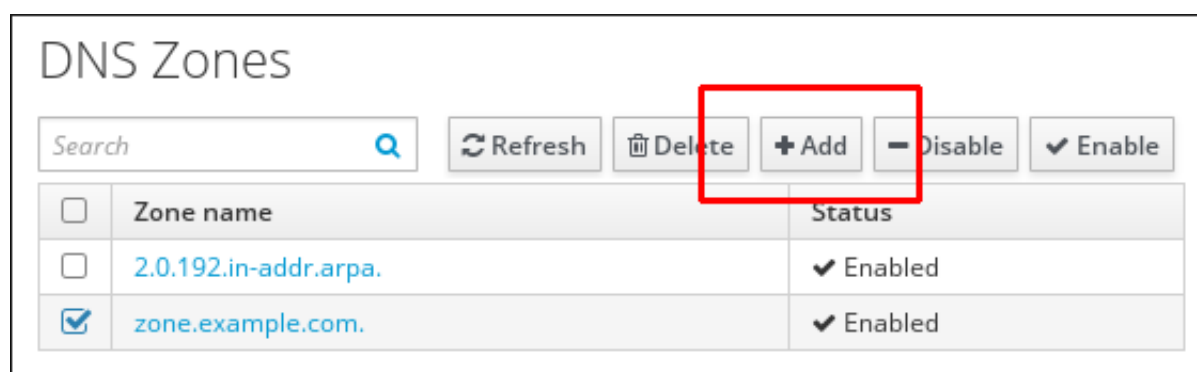 DNS Zones
Search Refresh Delete Add Disable Enable
Zone name Status
2.0.192.in-addr.arpa. Enabled
zone.example.com. Enabled